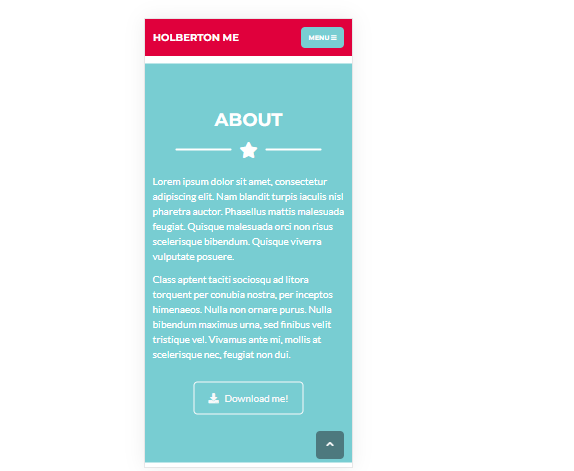 HOLBERTON ME
MENU
ABOUT
Lorem ipsum dolor sit amet, consectetur
adipiscing elit. Nam blandit turpis iaculis nisl
pharetra auctor. Phasellus mattis malesuada
feugiat. Quisque malesuada orci non risus
scelerisque bibendum. Quisque viverra
vulputate posuere.
Class aptent taciti sociosqu ad litora
torquent per conubia nostra, per inceptos
himenaeos. Nulla non ornare purus. Nulla
bibendum maximus urna, sed finibus velit
tristique vel. Vivamus ante mi, mollis at
scelerisque nec, feugiat non dui.
Download me!